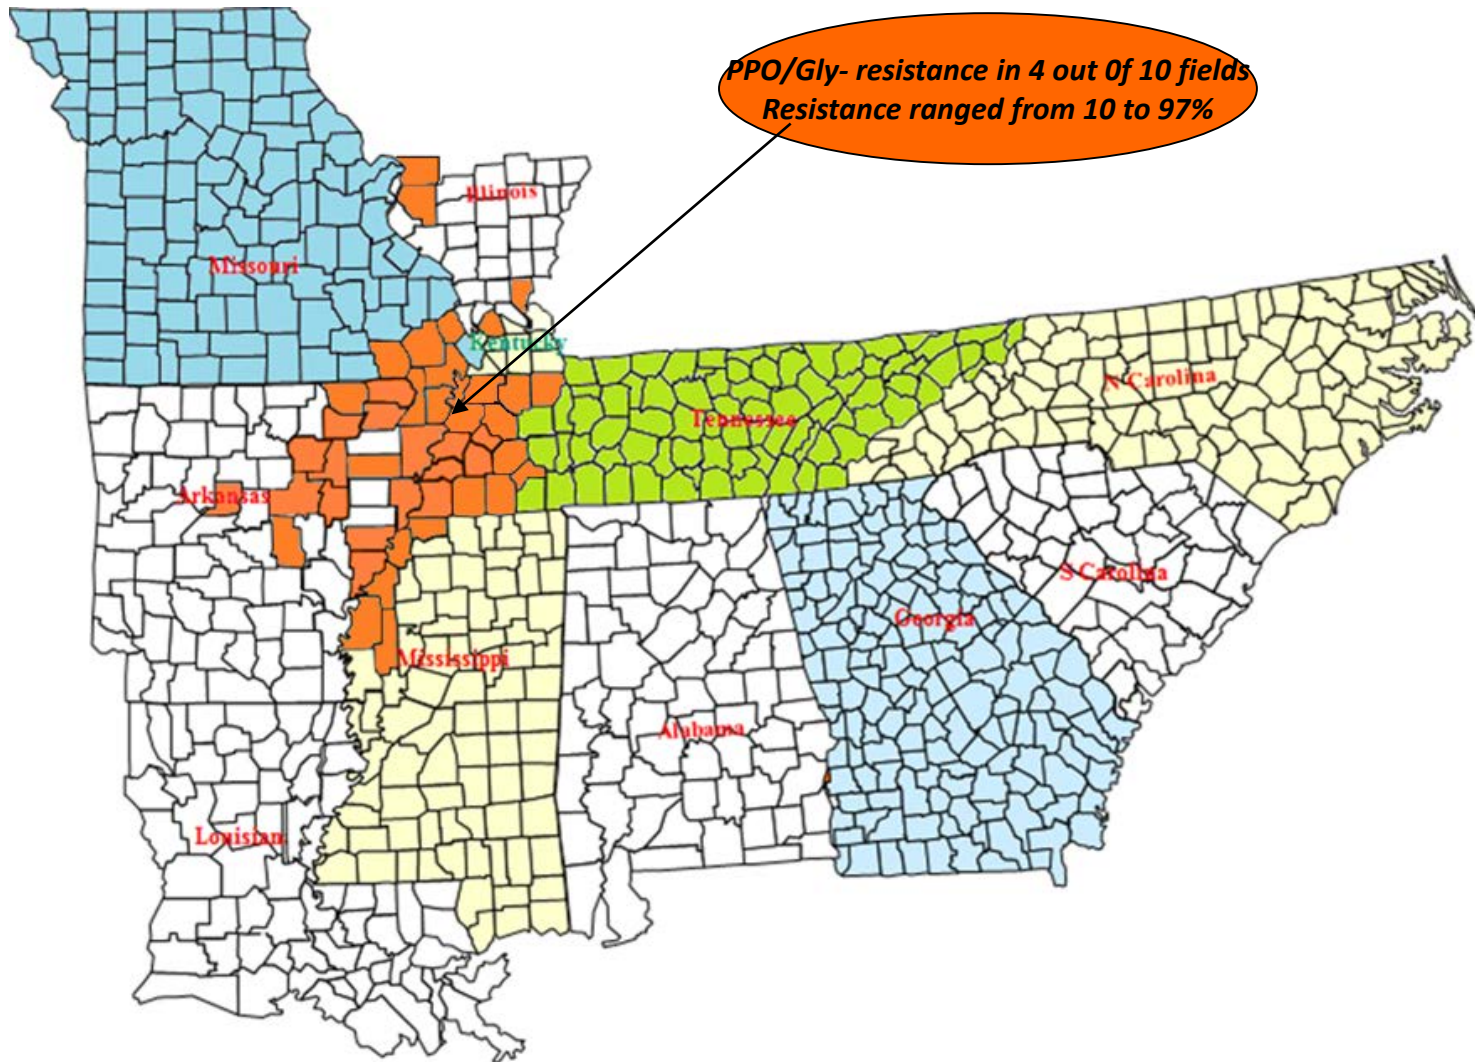 PPO/Gly- resistance in 4 out 0f 10 fields
Resistance ranged from 10 to 97%
Illinois
Missouri
Kentucky
N Carolina
Tennessee
Arkansas
S Carolina
Georgia
Mississippi
Alabama
Louisian